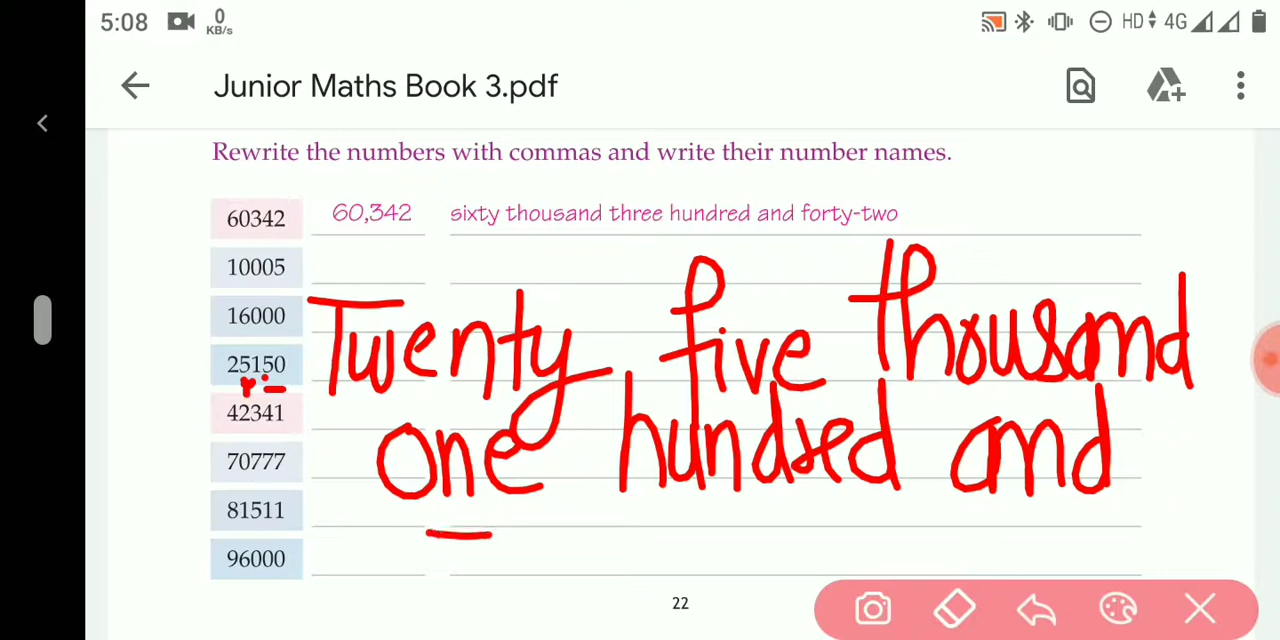 5:08 0 KB/s HD 4G
Junior Maths Book 3.pdf
Rewrite the numbers with commas and write their number names.
60342 60,342 sixty thousand three hundred and forty-two
10005
16000
25150
42341
70777
81511
96000
Twenty five thousand
one hundred and
22